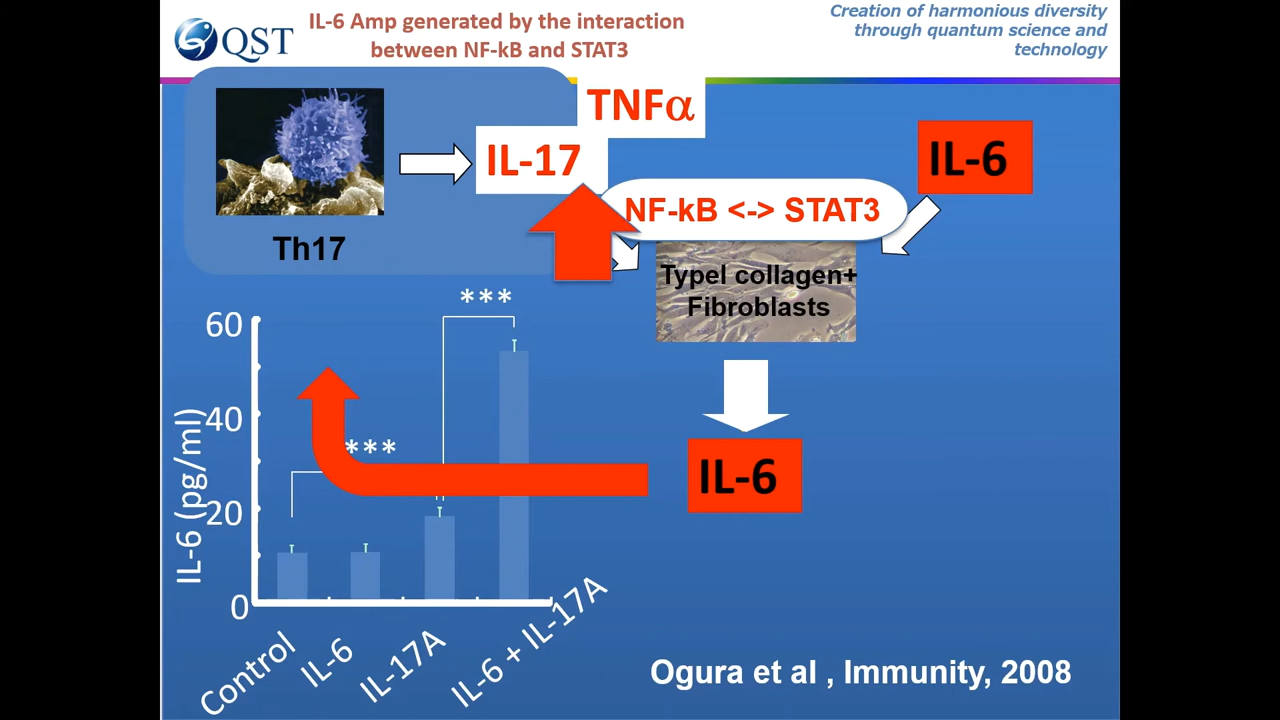 QST
IL-6 Amp generated by the interaction
between NF-kB and STAT3
Creation of harmonious diversity
through quantum science and
technology
TNFα
IL-17
IL-6
NF-kB <-> STAT3
Th17
TypeI collagen+
Fibroblasts
***
60
40
***
20
0
IL-6 (pg/ml)
IL-6
Control
IL-6
IL-17A
IL-6 + IL-17A
Ogura et al , Immunity, 2008